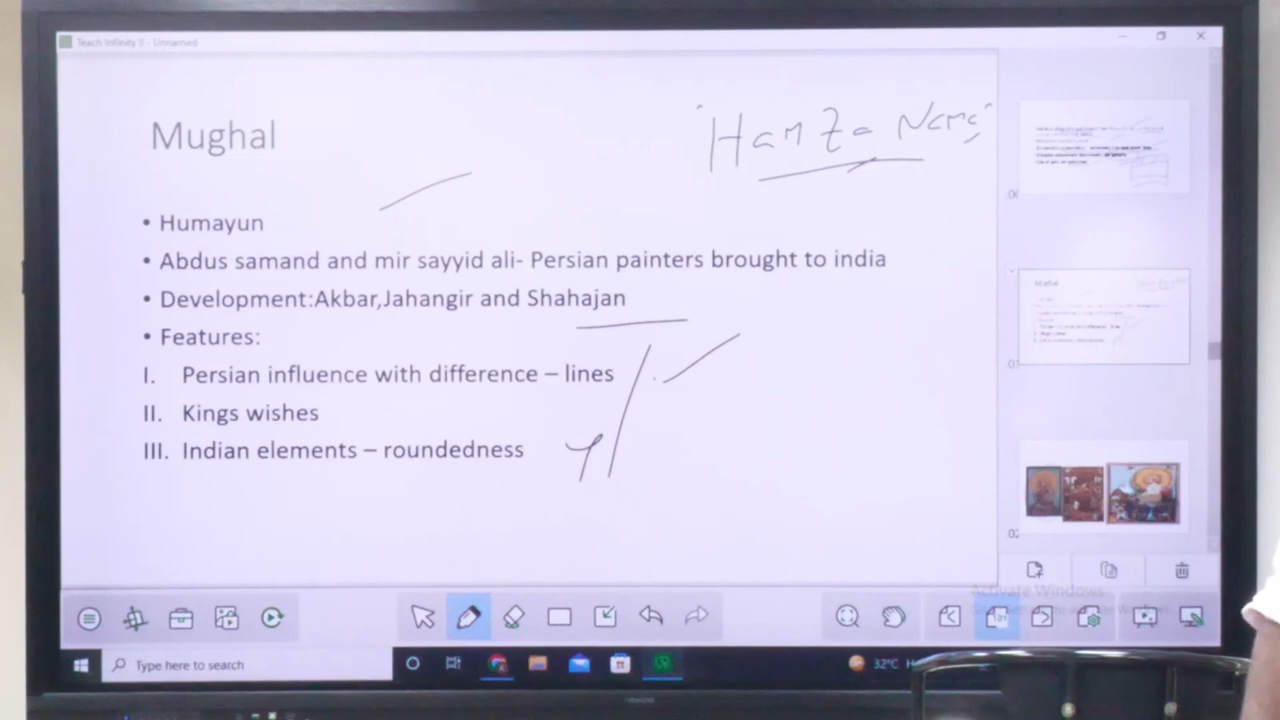 Teach Infinity II - Unnamed
Mughal
"Hamza Nama"
• Humayun
• Abdus samand and mir sayyid ali- Persian painters brought to india
• Development:Akbar,Jahangir and Shahajan
• Features:
I. Persian influence with difference – lines
II. Kings wishes
III. Indian elements – roundedness
Activate Windows
Type here to search
32°C